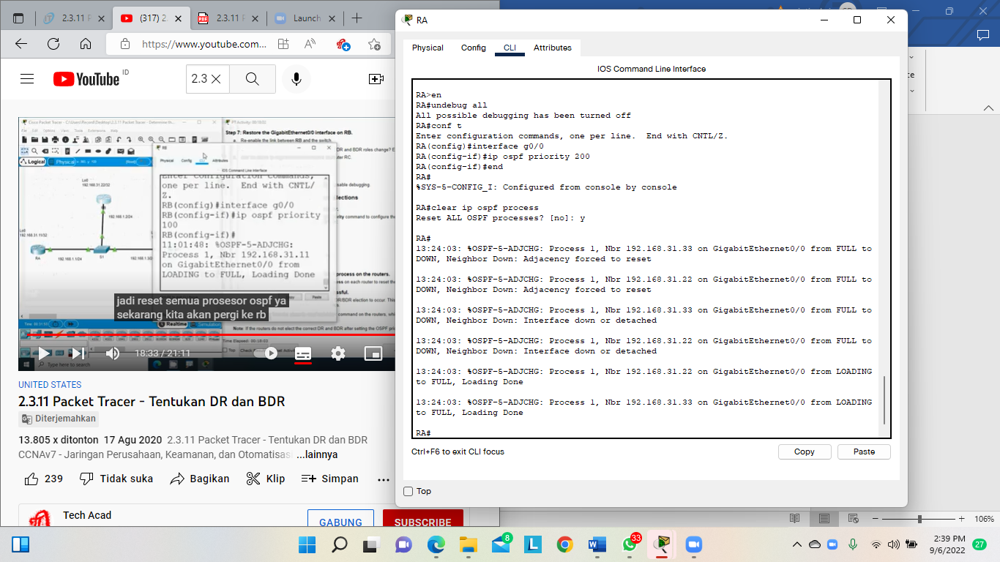 2.3.11 P
(317) 2.
2.3.11 P
Launch
https://www.youtube.com...
YouTube
ID
2.3
Step 7: Restore the GigabitEthernet0/0 interface on RB.
Logical
Physical
Physical
Config
Attributes
IOS Command Line Interface
one per line. End with CNTL/
Z.
RB(config)#interface g0/0
RB(config-if)#ip ospf priority
100
RB(config-if)#
11:01:48: %OSPF-5-ADJCHG:
Process 1, Nbr 192.168.31.11
on GigabitEthernet0/0 from
LOADING to FULL, Loading Done
Paste
jadi reset semua prosesor ospf ya
sekarang kita akan pergi ke rb
Realtime
Simulation
18:33 / 21:11
Type here to search
UNITED STATES
2.3.11 Packet Tracer - Tentukan DR dan BDR
Diterjemahkan
13.805 x ditonton 17 Agu 2020 2.3.11 Packet Tracer - Tentukan DR dan BDR
CCNAv7 - Jaringan Perusahaan, Keamanan, dan Otomatisas ...lainnya
239
Tidak suka
Bagikan
Klip
Simpan
Tech Acad
GABUNG
SUBSCRIBE
RA
Physical
Config
CLI
Attributes
IOS Command Line Interface
RA>en
RA#undebug all
All possible debugging has been turned off
RA#conf t
Enter configuration commands, one per line. End with CNTL/Z.
RA(config)#interface g0/0
RA(config-if)#ip ospf priority 200
RA(config-if)#end
RA#
%SYS-5-CONFIG_I: Configured from console by console
RA#clear ip ospf process
Reset ALL OSPF processes? [no]: y
RA#
13:24:03: %OSPF-5-ADJCHG: Process 1, Nbr 192.168.31.33 on GigabitEthernet0/0 from FULL to
DOWN, Neighbor Down: Adjacency forced to reset
13:24:03: %OSPF-5-ADJCHG: Process 1, Nbr 192.168.31.22 on GigabitEthernet0/0 from FULL to
DOWN, Neighbor Down: Adjacency forced to reset
13:24:03: %OSPF-5-ADJCHG: Process 1, Nbr 192.168.31.33 on GigabitEthernet0/0 from FULL to
DOWN, Neighbor Down: Interface down or detached
13:24:03: %OSPF-5-ADJCHG: Process 1, Nbr 192.168.31.22 on GigabitEthernet0/0 from FULL to
DOWN, Neighbor Down: Interface down or detached
13:24:03: %OSPF-5-ADJCHG: Process 1, Nbr 192.168.31.22 on GigabitEthernet0/0 from LOADING
to FULL, Loading Done
13:24:03: %OSPF-5-ADJCHG: Process 1, Nbr 192.168.31.33 on GigabitEthernet0/0 from LOADING
to FULL, Loading Done
RA#
Ctrl+F6 to exit CLI focus
Copy
Paste
Top
106%
8
33
2:39 PM
9/6/2022
27